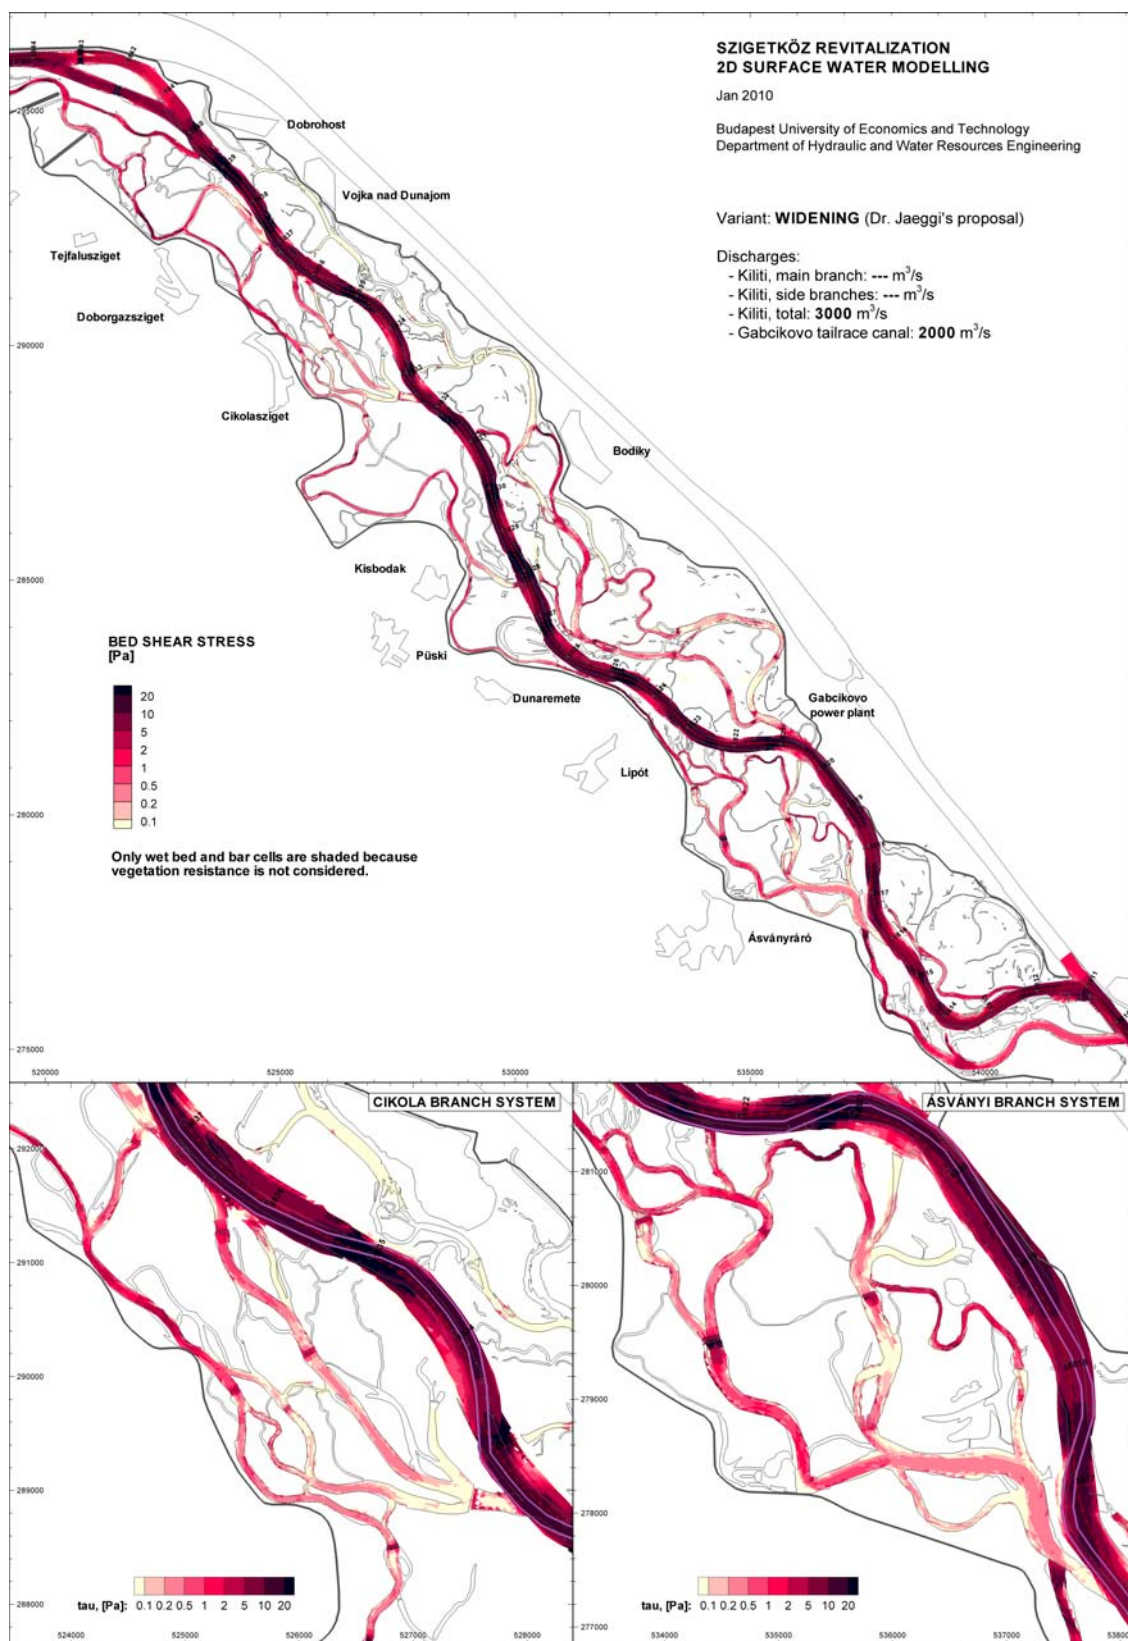 SZIGETKÖZ REVITALIZATION
2D SURFACE WATER MODELLING
Jan 2010
Budapest University of Economics and Technology
Department of Hydraulic and Water Resources Engineering
Variant: WIDENING (Dr. Jaeggi's proposal)
Discharges:
- Kiliti, main branch: --- m³/s
- Kiliti, side branches: --- m³/s
- Kiliti, total: 3000 m³/s
- Gabcikovo tailrace canal: 2000 m³/s
295000
Dobrohost
Vojka nad Dunajom
Tejfalusziget
Doborgazsziget
290000
Cikolasziget
Bodiky
285000
Kisbodak
Püski
Dunaremete
Gabcikovo
power plant
Lipót
280000
Ásványráró
275000
BED SHEAR STRESS
[Pa]
20
10
5
2
1
0.5
0.2
0.1
Only wet bed and bar cells are shaded because
vegetation resistance is not considered.
520000
525000
530000
535000
540000
CIKOLA BRANCH SYSTEM
292000
291000
290000
289000
288000
tau, [Pa]: 0.1 0.2 0.5 1 2 5 10 20
524000
525000
526000
527000
528000
ÁSVÁNYI BRANCH SYSTEM
281000
280000
279000
278000
277000
tau, [Pa]: 0.1 0.2 0.5 1 2 5 10 20
534000
535000
536000
537000